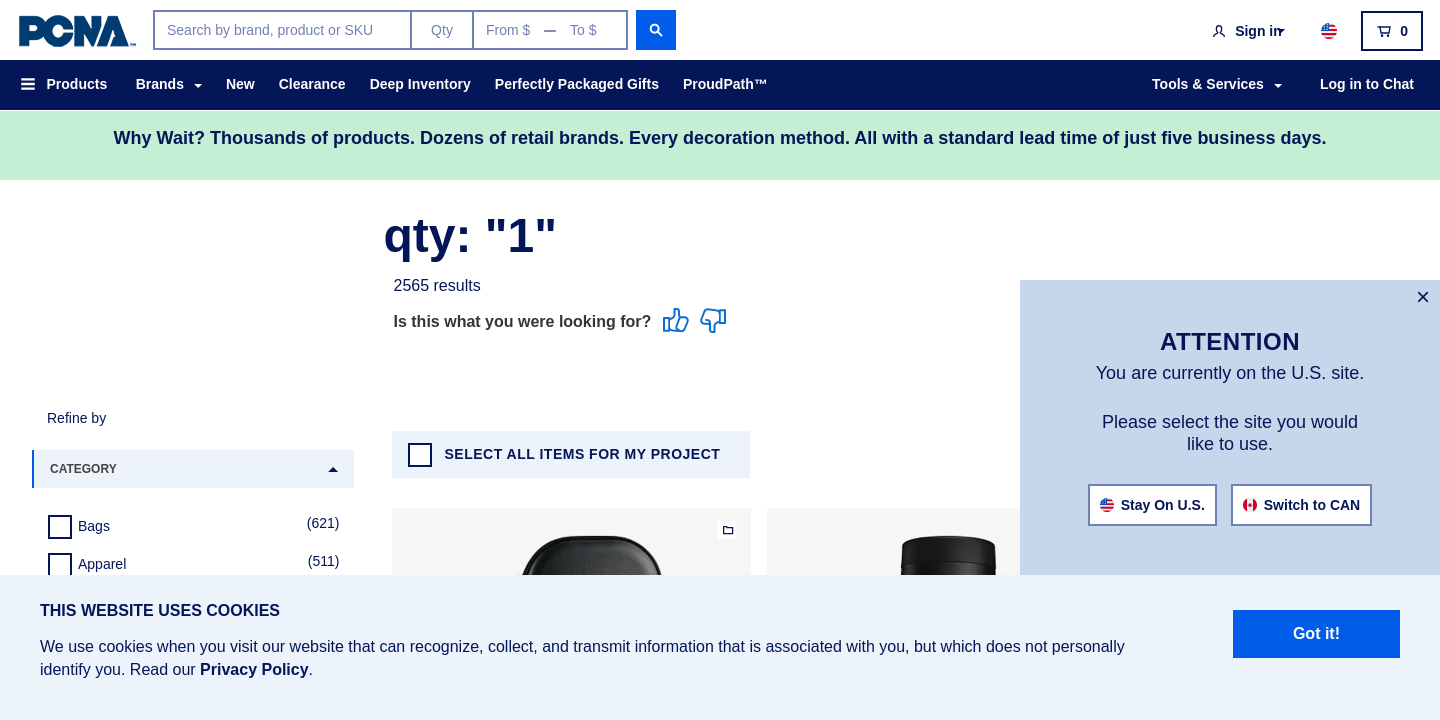 PCNA™
Search by brand, product or SKU
Qty
From $ — To $
Sign in
0
Products
Brands
New
Clearance
Deep Inventory
Perfectly Packaged Gifts
ProudPath™
Tools & Services
Log in to Chat
Why Wait? Thousands of products. Dozens of retail brands. Every decoration method. All with a standard lead time of just five business days.
qty: "1"
2565 results
Is this what you were looking for?
×
ATTENTION
You are currently on the U.S. site.
Please select the site you would
like to use.
Stay On U.S.
Switch to CAN
Refine by
CATEGORY
SELECT ALL ITEMS FOR MY PROJECT
Bags (621)
Apparel (511)
THIS WEBSITE USES COOKIES
We use cookies when you visit our website that can recognize, collect, and transmit information that is associated with you, but which does not personally
identify you. Read our Privacy Policy.
Got it!